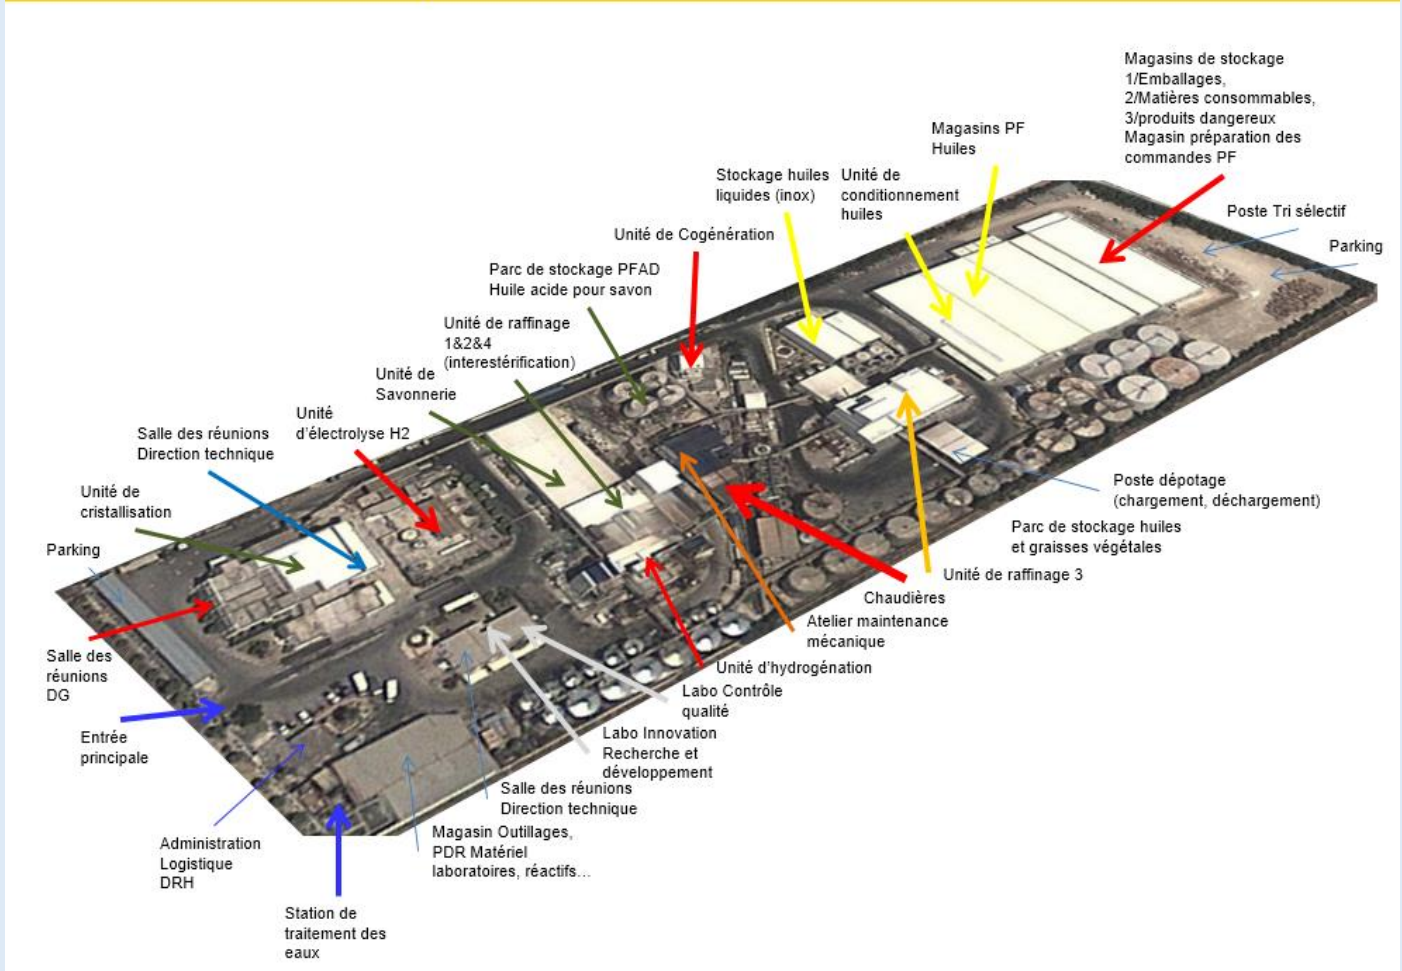 Magasins de stockage
1/Emballages,
2/Matières consommables,
3/produits dangereux
Magasin préparation des
commandes PF
Magasins PF
Huiles
Stockage huiles
liquides (inox)
Unité de
conditionnement
huiles
Poste Tri sélectif
Parking
Unité de Cogénération
Parc de stockage PFAD
Huile acide pour savon
Unité de raffinage
1&2&4
(interestérification)
Unité de
Savonnerie
Unité
d'électrolyse H2
Salle des réunions
Direction technique
Unité de
cristallisation
Parking
Poste dépotage
(chargement, déchargement)
Parc de stockage huiles
et graisses végétales
Unité de raffinage 3
Chaudières
Atelier maintenance
mécanique
Unité d'hydrogénation
Labo Contrôle
qualité
Labo Innovation
Recherche et
développement
Salle des réunions
Direction technique
Magasin Outillages,
PDR Matériel
laboratoires, réactifs…
Salle des
réunions
DG
Entrée
principale
Administration
Logistique
DRH
Station de
traitement des
eaux